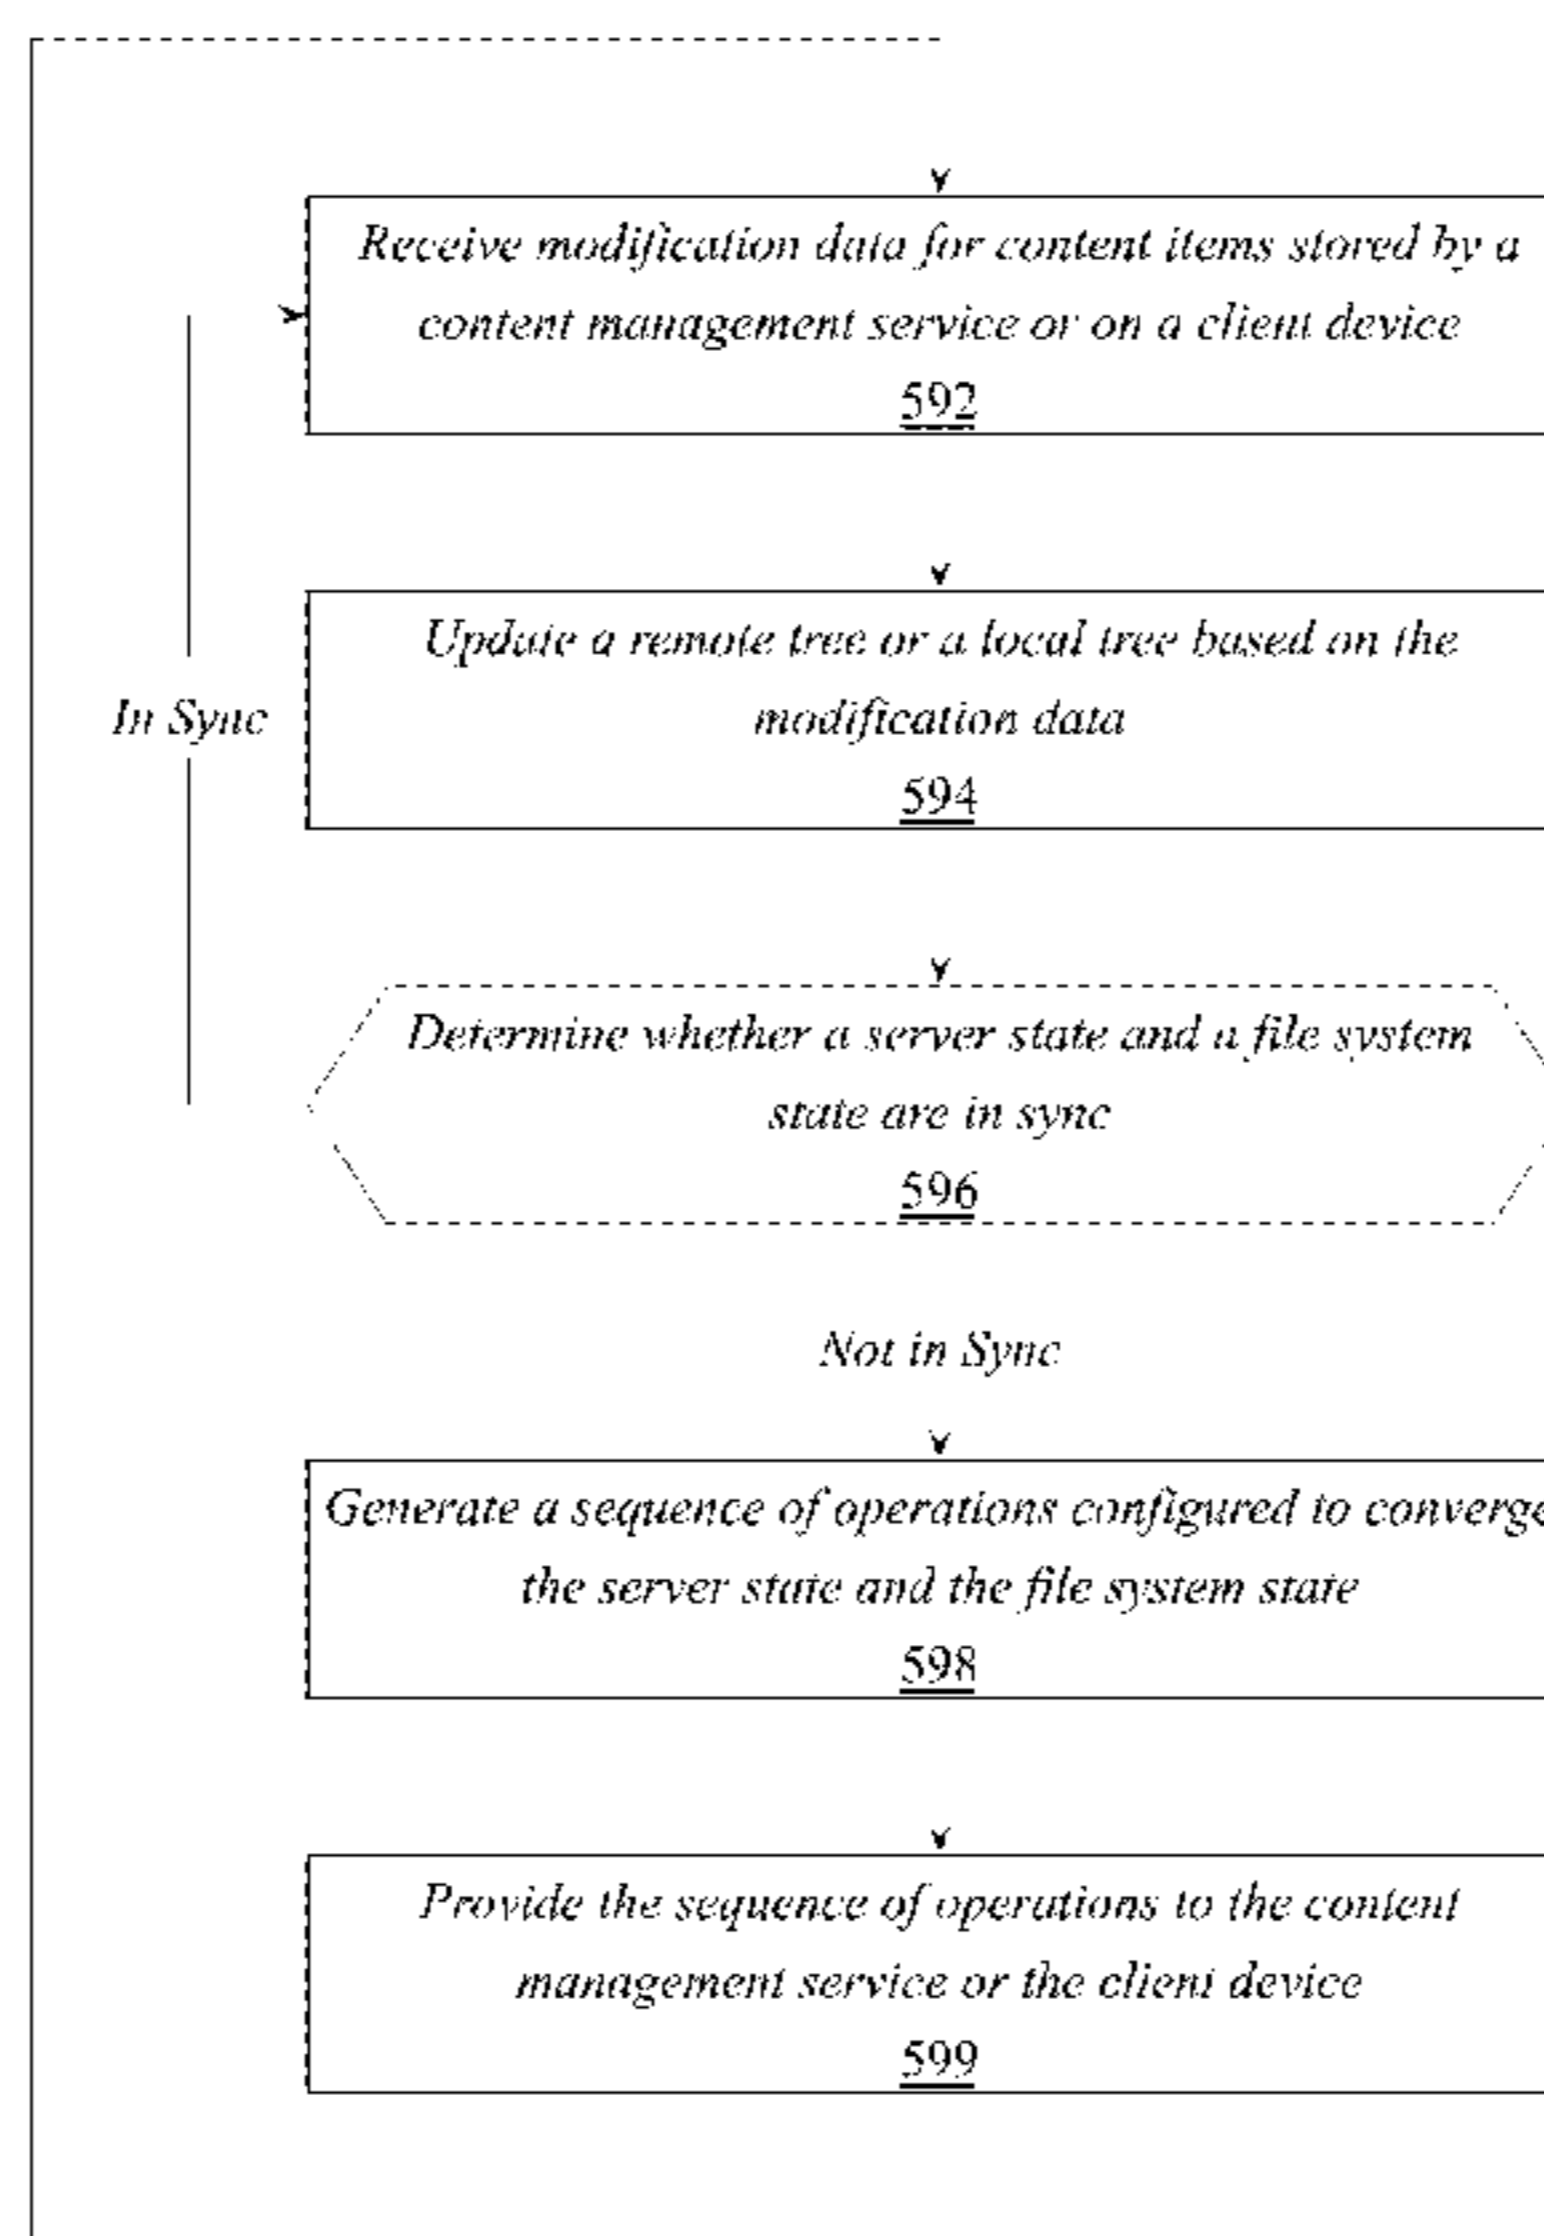 Receive modification data for content items stored by a
content management service or on a client device
592
Update a remote tree or a local tree based on the
modification data
594
In Sync
Determine whether a server state and a file system
state are in sync
596
Not in Sync
Generate a sequence of operations configured to converge
the server state and the file system state
598
Provide the sequence of operations to the content
management service or the client device
599